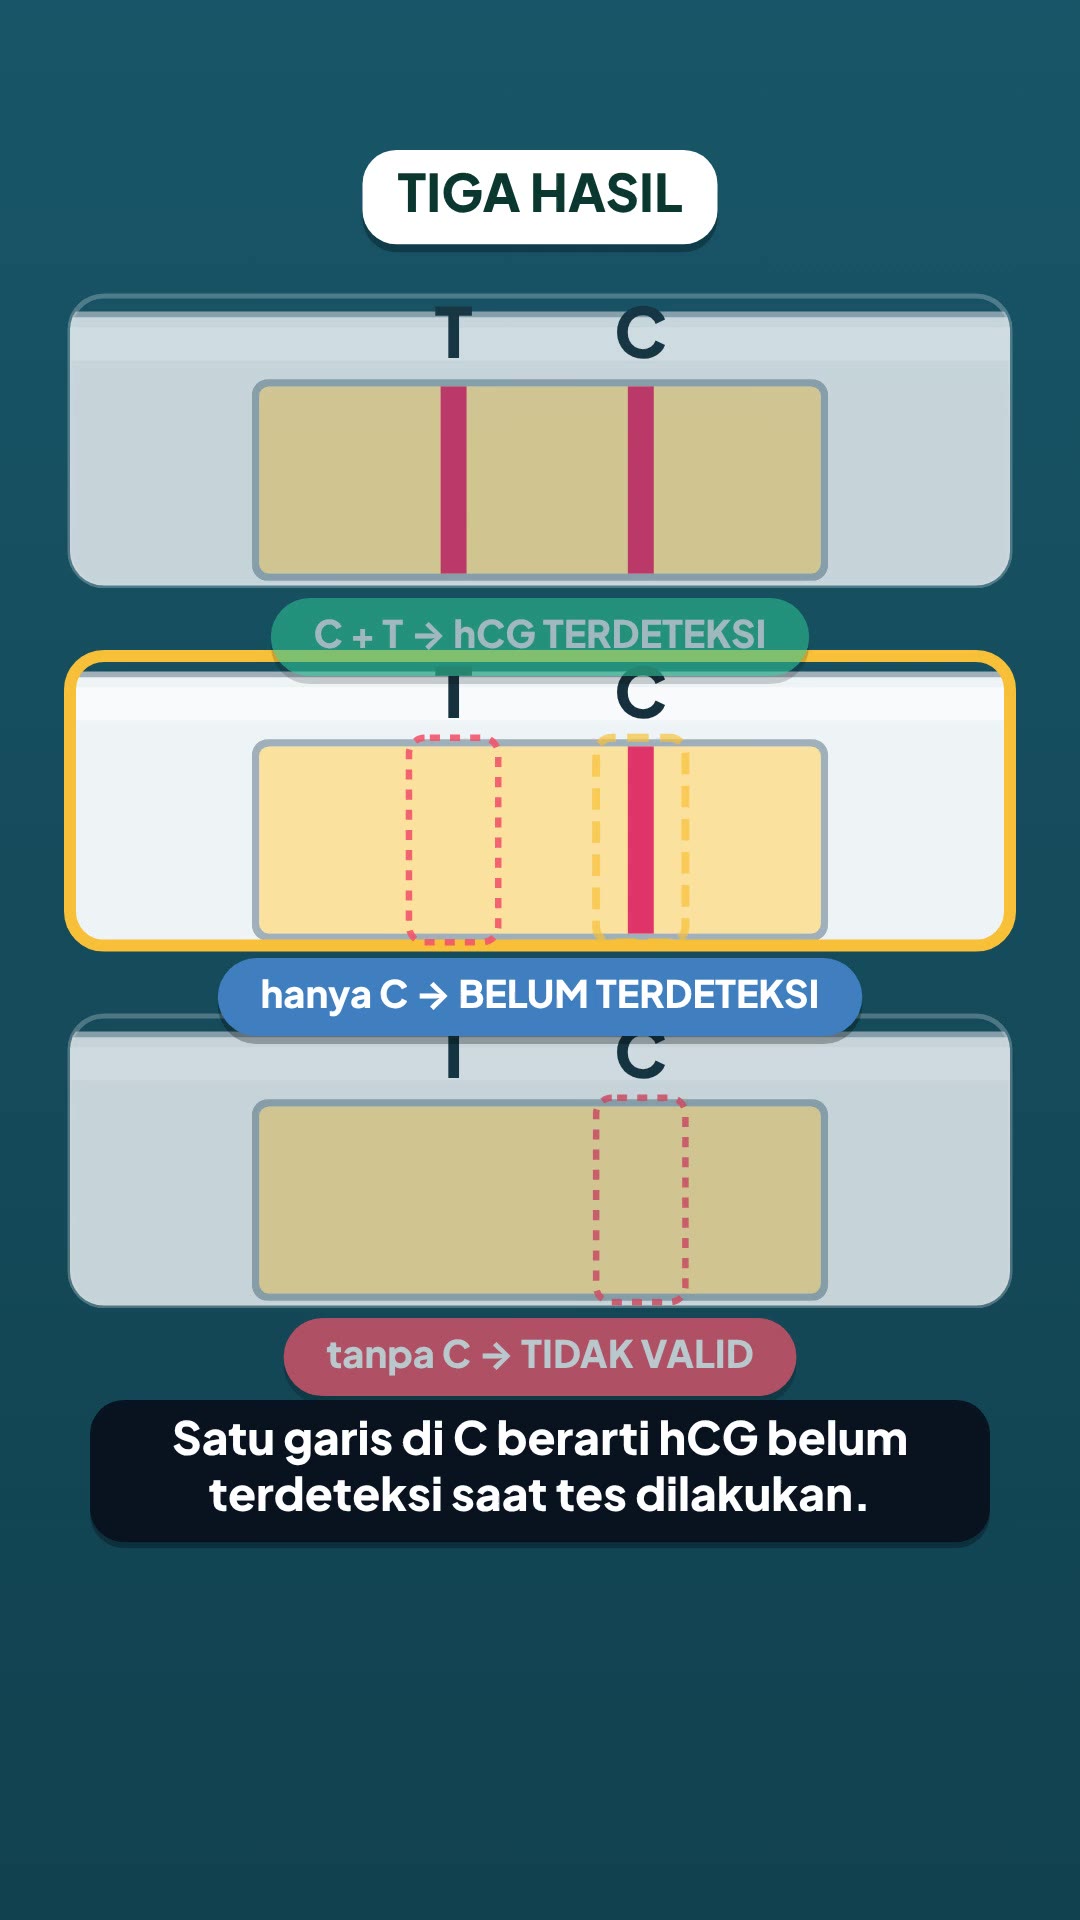 TIGA HASIL
T C
C + T → hCG TERDETEKSI
T C
hanya C → BELUM TERDETEKSI
T C
tanpa C → TIDAK VALID
Satu garis di C berarti hCG belum
terdeteksi saat tes dilakukan.